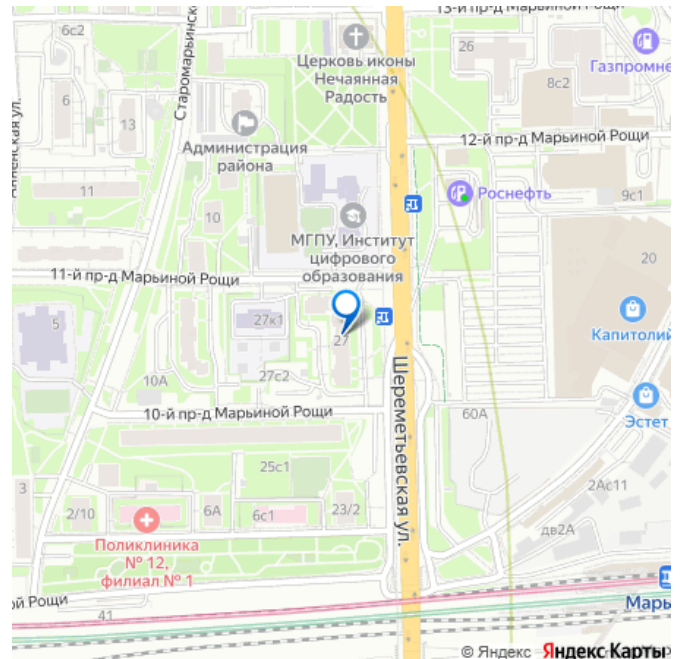 13-й пр-д Марьиной Рощи
6с2
Церковь иконы
Нечаянная
Радость
26
Газпромне
8с2
6
13
Старомарьинско
Администрация
района
12-й пр-д Марьиной Рощи
11
9с1
Роснефть
10
МГПУ, Институт
цифрового
образования
20
11-й пр-д Марьиной Рощи
27к1
5
27
Капитолий
Шереметьевская ул.
10А
27с2
10-й пр-д Марьиной Рощи
60А
Эстет
25с1
3
2Ас11
2/10
6А
6с1
23/2
дв2А
Поликлиника
№ 12,
филиал № 1
ой Рощи
41
Марь
© Яндекс Яндекс Карты